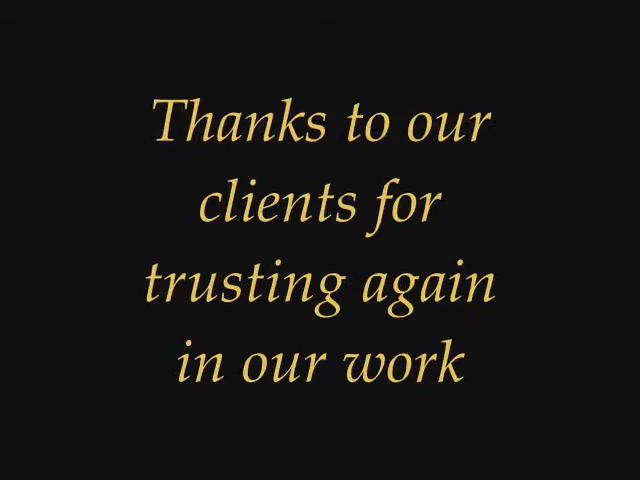 Thanks to our
clients for
trusting again
in our work